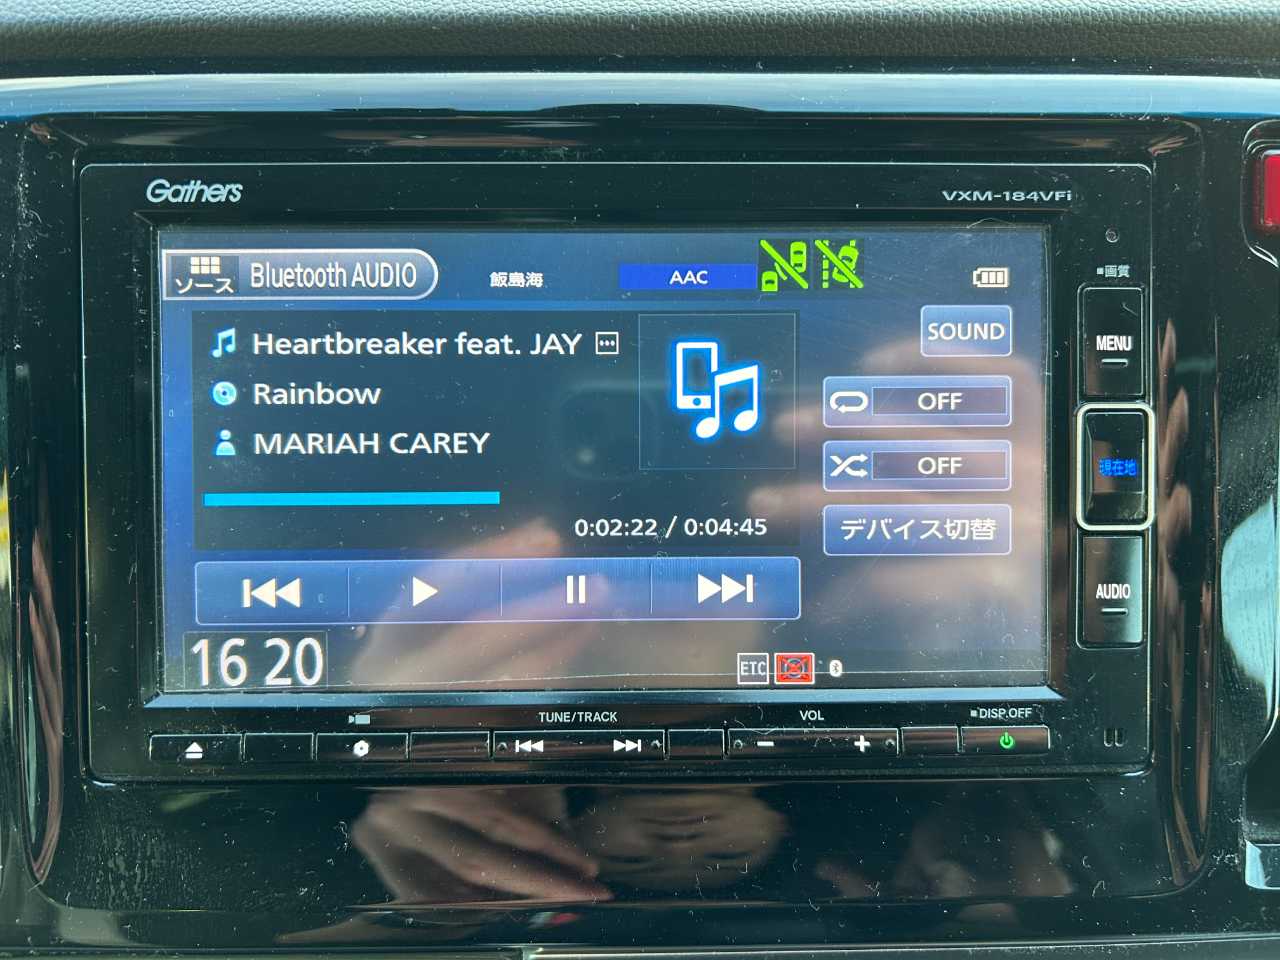 Gathers
VXM-184VFi
ソース
Bluetooth AUDIO
飯島海
AAC
画質
Heartbreaker feat. JAY
SOUND
MENU
Rainbow
OFF
MARIAH CAREY
OFF
現在地
0:02:22 / 0:04:45
デバイス切替
AUDIO
16 20
ETC
TUNE/TRACK
VOL
DISP.OFF